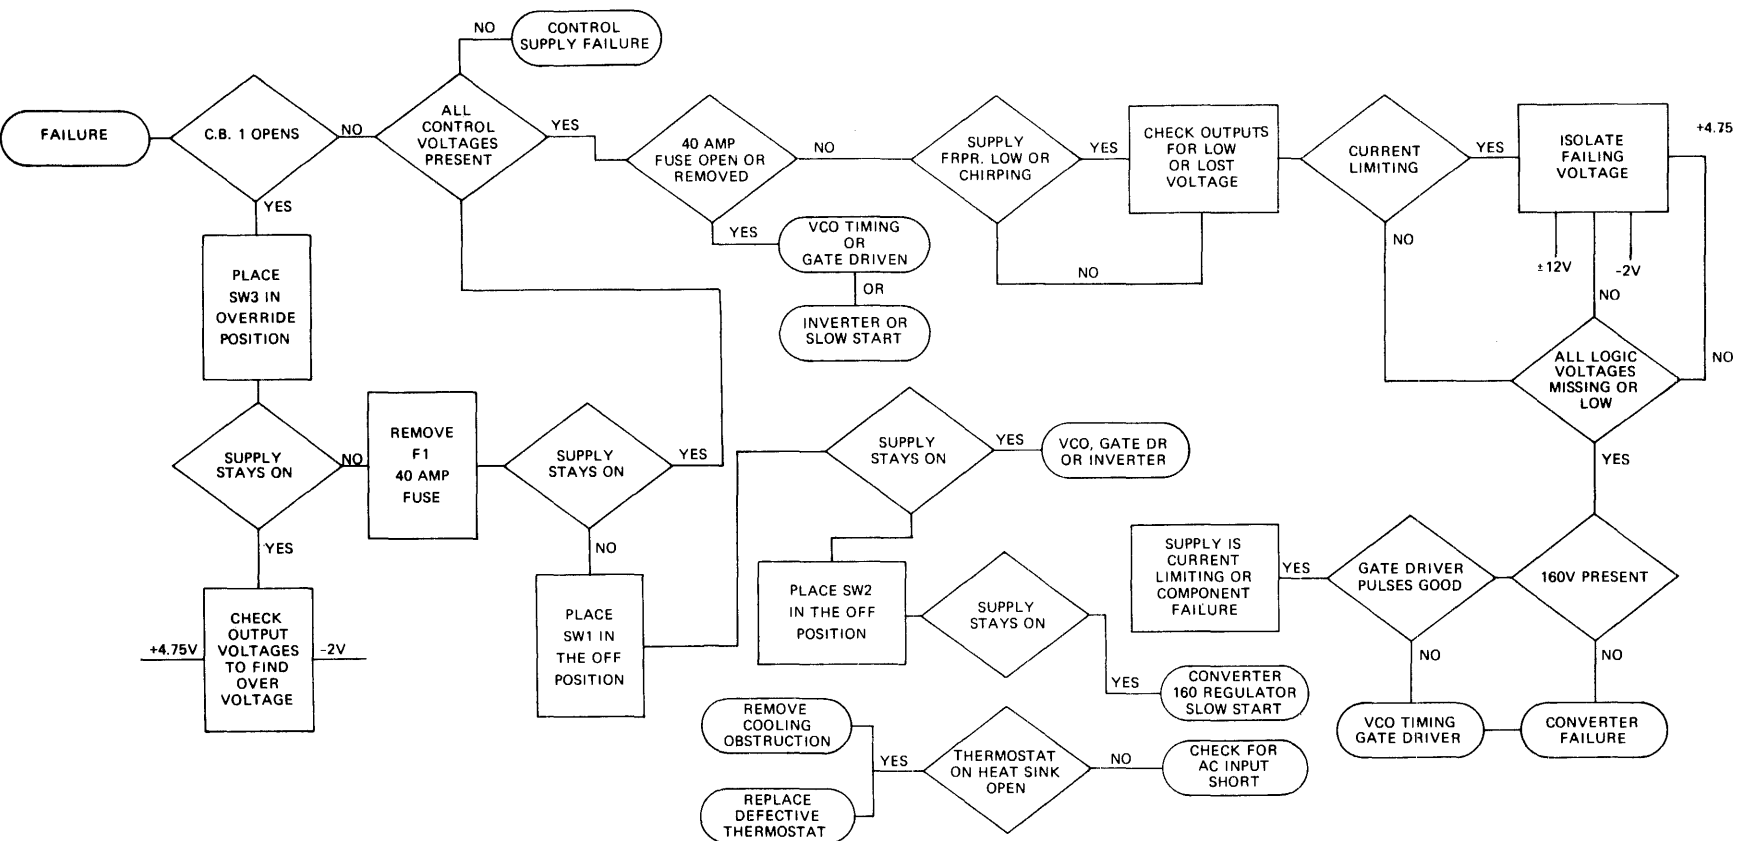 NO
CONTROL
SUPPLY FAILURE
FAILURE
C.B. 1 OPENS
NO
ALL
CONTROL
VOLTAGES
PRESENT
YES
40 AMP
FUSE OPEN OR
REMOVED
NO
SUPPLY
FRPR. LOW OR
CHIRPING
YES
CHECK OUTPUTS
FOR LOW
OR LOST
VOLTAGE
CURRENT
LIMITING
YES
ISOLATE
FAILING
VOLTAGE
+4.75
YES
YES
VCO TIMING
OR
GATE DRIVEN
OR
INVERTER OR
SLOW START
NO
NO
±12V
-2V
NO
NO
PLACE
SW3 IN
OVERRIDE
POSITION
ALL LOGIC
VOLTAGES
MISSING OR
LOW
SUPPLY
STAYS ON
NO
REMOVE
F1
40 AMP
FUSE
SUPPLY
STAYS ON
YES
SUPPLY
STAYS ON
YES
VCO, GATE DR
OR INVERTER
YES
YES
NO
CHECK
OUTPUT
VOLTAGES
TO FIND
OVER
VOLTAGE
+4.75V
-2V
PLACE
SW1 IN
THE OFF
POSITION
PLACE SW2
IN THE OFF
POSITION
SUPPLY
STAYS ON
YES
CONVERTER
160 REGULATOR
SLOW START
SUPPLY IS
CURRENT
LIMITING OR
COMPONENT
FAILURE
YES
GATE DRIVER
PULSES GOOD
160V PRESENT
NO
NO
VCO TIMING
GATE DRIVER
CONVERTER
FAILURE
REMOVE
COOLING
OBSTRUCTION
YES
THERMOSTAT
ON HEAT SINK
OPEN
NO
CHECK FOR
AC INPUT
SHORT
REPLACE
DEFECTIVE
THERMOSTAT